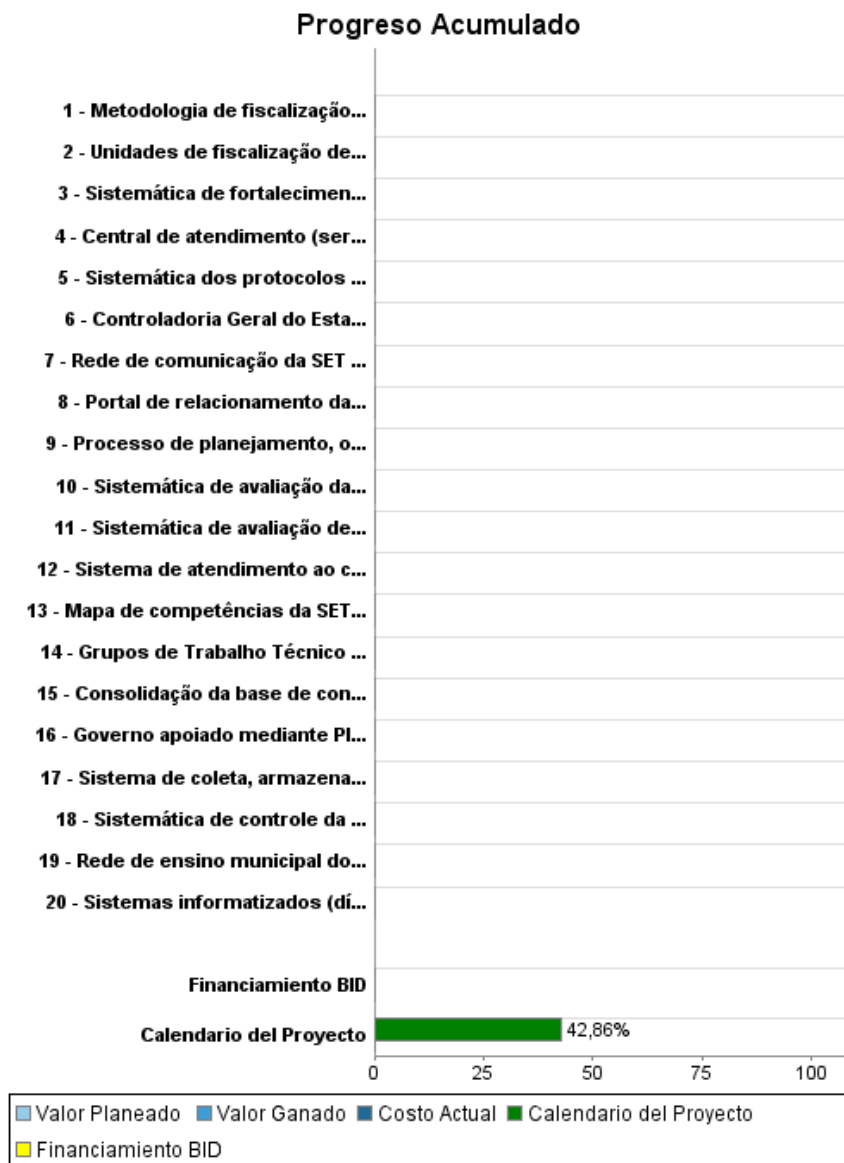 Progreso Acumulado
1 - Metodologia de fiscalização...
2 - Unidades de fiscalização de...
3 - Sistemática de fortalecimen...
4 - Central de atendimento (ser...
5 - Sistemática dos protocolos ...
6 - Controladoria Geral do Esta...
7 - Rede de comunicação da SET ...
8 - Portal de relacionamento da...
9 - Processo de planejamento, o...
10 - Sistemática de avaliação da...
11 - Sistemática de avaliação de...
12 - Sistema de atendimento ao c...
13 - Mapa de competências da SET...
14 - Grupos de Trabalho Técnico ...
15 - Consolidação da base de con...
16 - Governo apoiado mediante Pl...
17 - Sistema de coleta, armazena...
18 - Sistemática de controle da ...
19 - Rede de ensino municipal do...
20 - Sistemas informatizados (dí...
Financiamiento BID
Calendario del Proyecto 42,86%
0 25 50 75 100
Valor Planeado Valor Ganado Costo Actual Calendario del Proyecto
Financiamiento BID